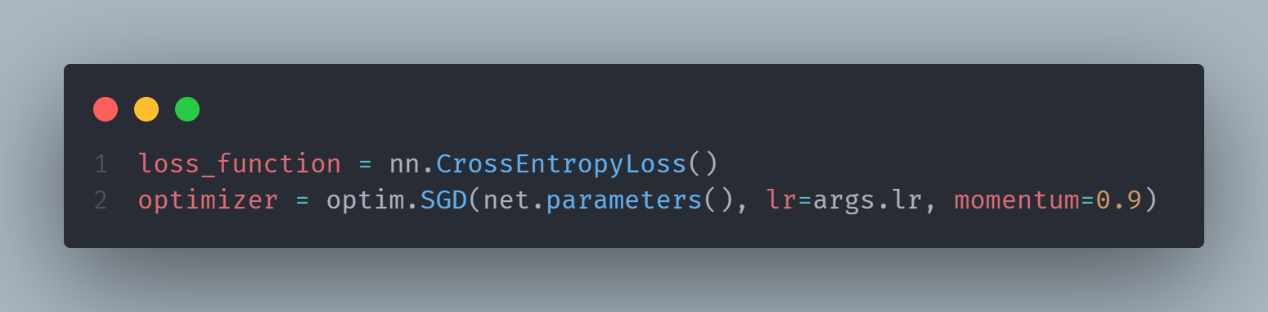 1 loss_function = nn.CrossEntropyLoss()
2 optimizer = optim.SGD(net.parameters(), lr=args.lr, momentum=0.9)